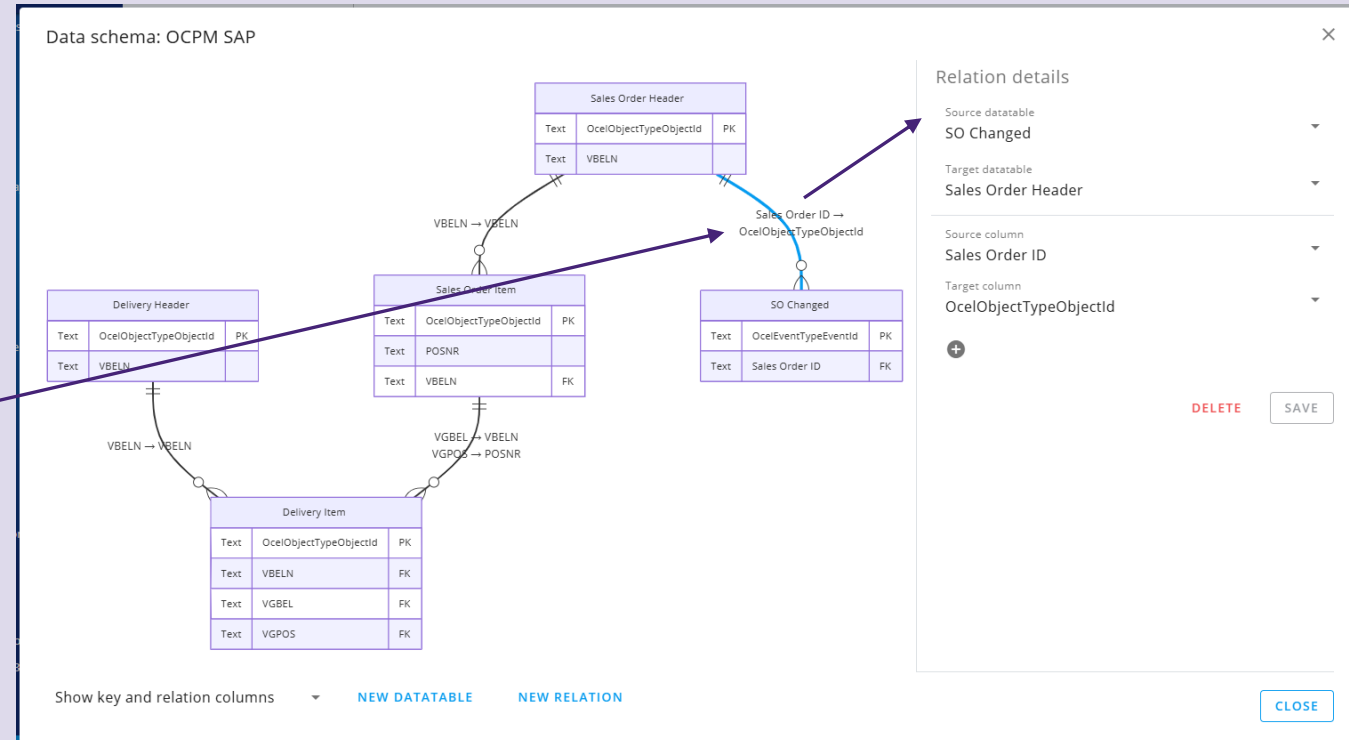 Data schema: OCPM SAP
Sales Order Header
Text OcelObjectTypeObjectId PK
Text VBELN
VBELN → VBELN
Sales Order ID →
OcelObjectTypeObjectId
Delivery Header
Text OcelObjectTypeObjectId PK
Text VBELN
Sales Order Item
Text OcelObjectTypeObjectId PK
Text POSNR
Text VBELN FK
SO Changed
Text OcelEventTypeEventId PK
Text Sales Order ID FK
VBELN → VBELN
VGBEL → VBELN
VGPOS → POSNR
Delivery Item
Text OcelObjectTypeObjectId PK
Text VBELN FK
Text VGBEL FK
Text VGPOS FK
Relation details
Source datatable
SO Changed
Target datatable
Sales Order Header
Source column
Sales Order ID
Target column
OcelObjectTypeObjectId
DELETE SAVE
Show key and relation columns NEW DATATABLE NEW RELATION
CLOSE